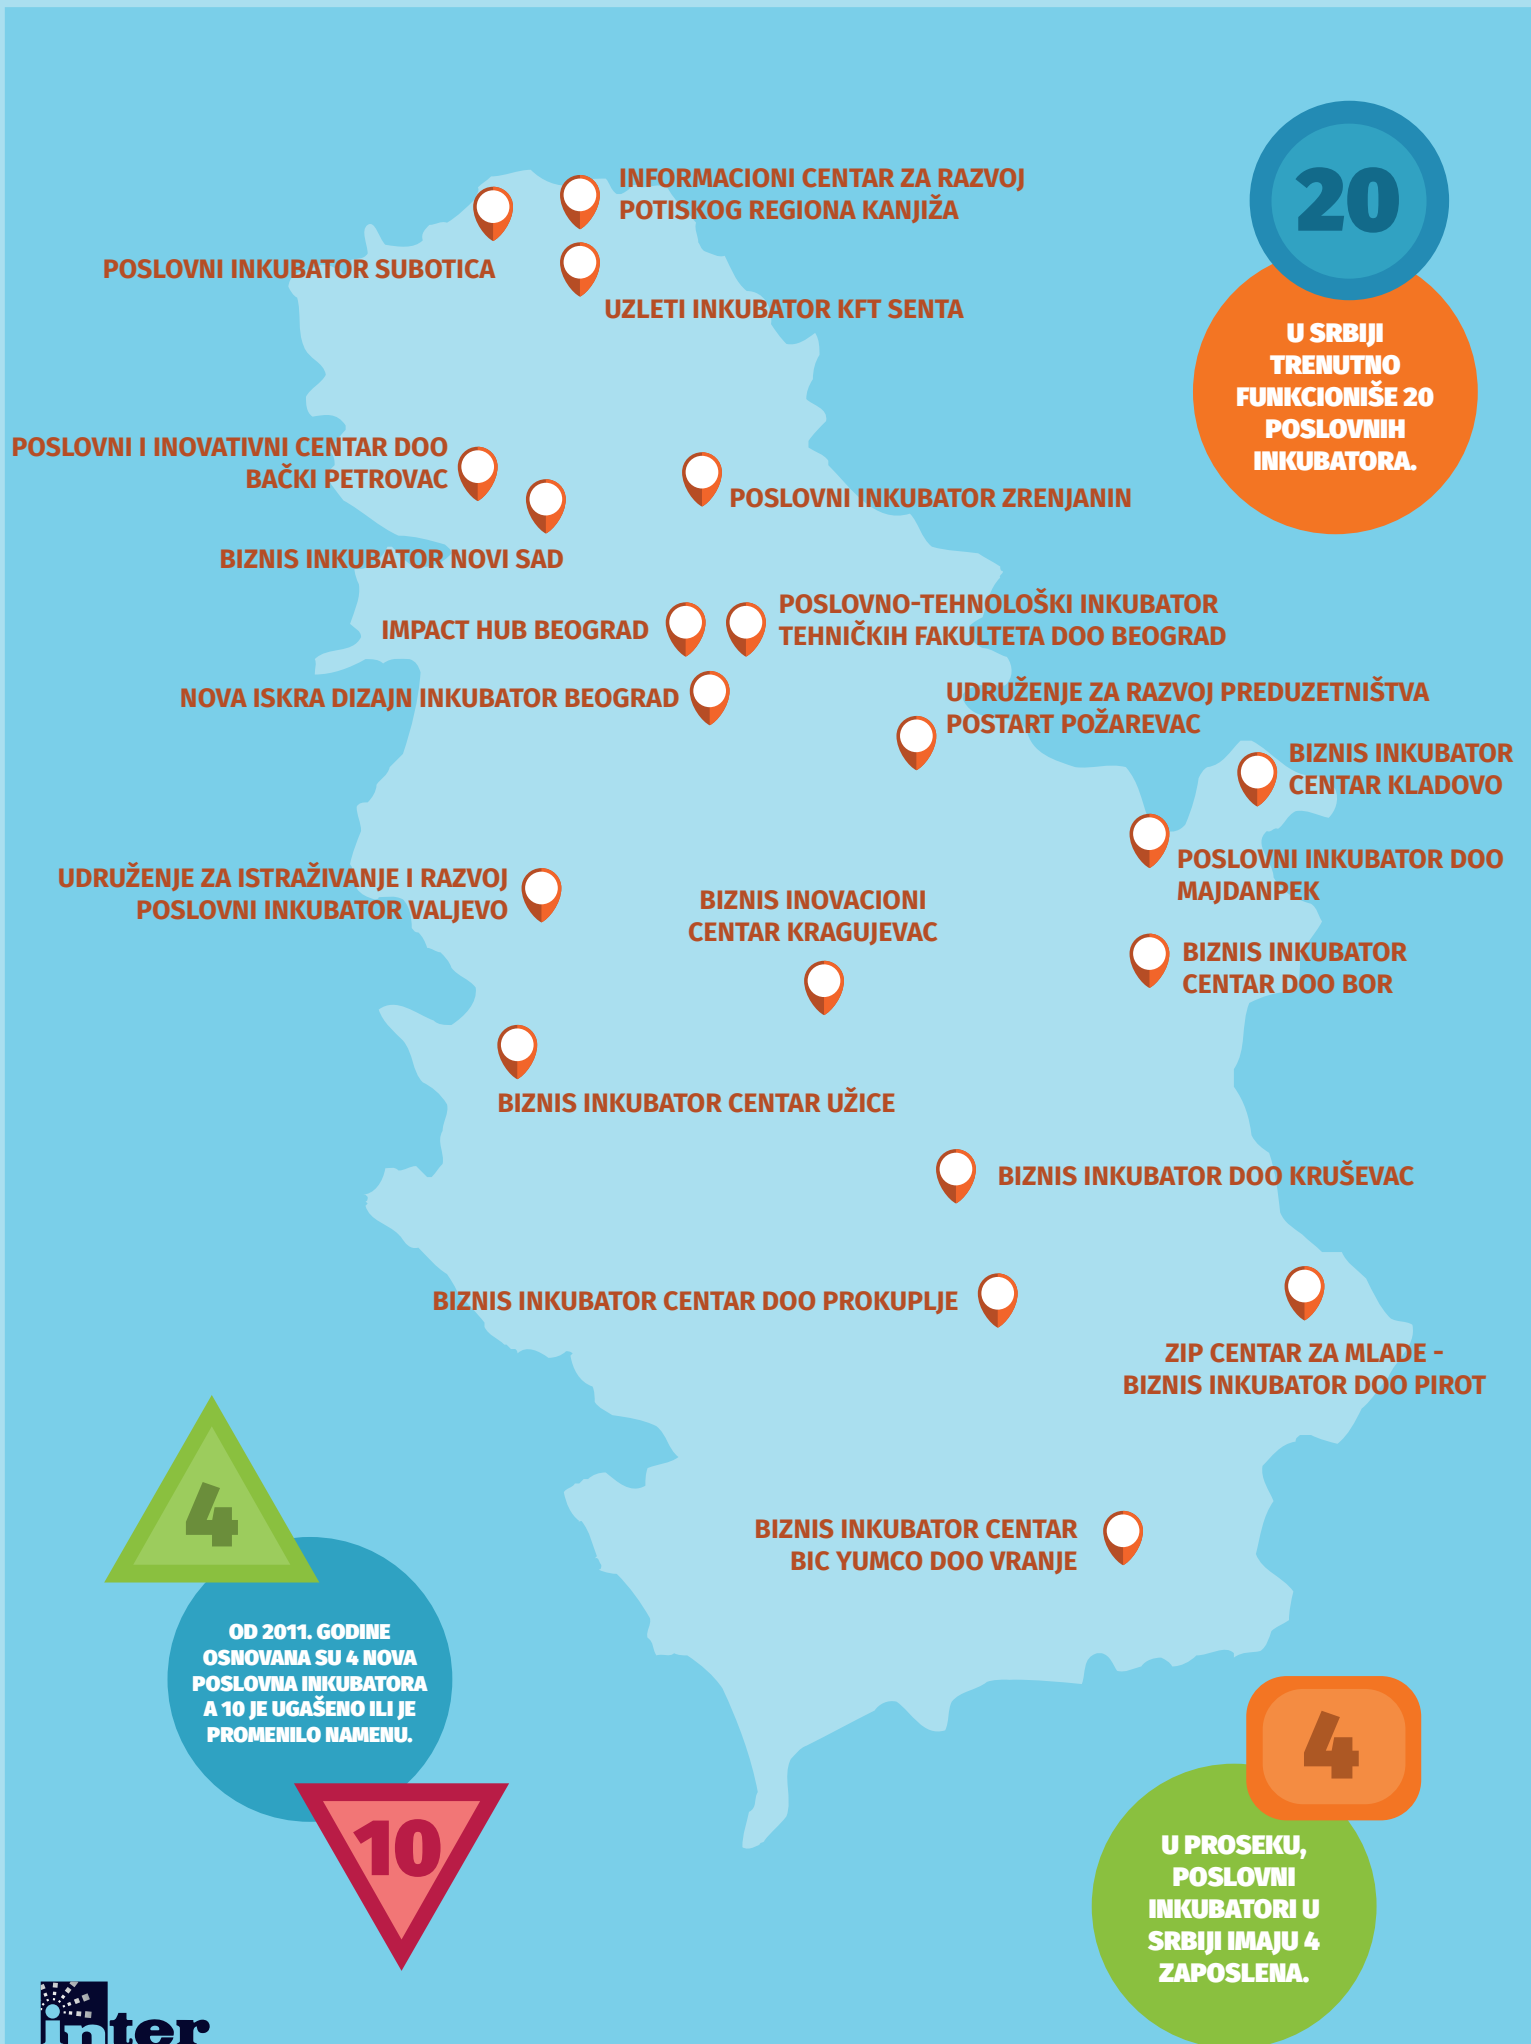 20
U SRBIJI
TRENUTNO
FUNKCIONIŠE 20
POSLOVNIH
INKUBATORA.
INFORMACIONI CENTAR ZA RAZVOJ
POTISKOG REGIONA KANJIŽA
POSLOVNI INKUBATOR SUBOTICA
UZLETI INKUBATOR KFT SENTA
POSLOVNI I INOVATIVNI CENTAR DOO
BAČKI PETROVAC
POSLOVNI INKUBATOR ZRENJANIN
BIZNIS INKUBATOR NOVI SAD
IMPACT HUB BEOGRAD
POSLOVNO-TEHNOLOŠKI INKUBATOR
TEHNIČKIH FAKULTETA DOO BEOGRAD
NOVA ISKRA DIZAJN INKUBATOR BEOGRAD
UDRUŽENJE ZA RAZVOJ PREDUZETNIŠTVA
POSTART POŽAREVAC
BIZNIS INKUBATOR
CENTAR KLADOVO
POSLOVNI INKUBATOR DOO
MAJDANPEK
UDRUŽENJE ZA ISTRAŽIVANJE I RAZVOJ
POSLOVNI INKUBATOR VALJEVO
BIZNIS INOVACIONI
CENTAR KRAGUJEVAC
BIZNIS INKUBATOR
CENTAR DOO BOR
BIZNIS INKUBATOR CENTAR UŽICE
BIZNIS INKUBATOR DOO KRUŠEVAC
BIZNIS INKUBATOR CENTAR DOO PROKUPLJE
ZIP CENTAR ZA MLADE -
BIZNIS INKUBATOR DOO PIROT
BIZNIS INKUBATOR CENTAR
BIC YUMCO DOO VRANJE
4
OD 2011. GODINE
OSNOVANA SU 4 NOVA
POSLOVNA INKUBATORA
A 10 JE UGAŠENO ILI JE
PROMENILO NAMENU.
10
4
U PROSEKU,
POSLOVNI
INKUBATORI U
SRBIJI IMAJU 4
ZAPOSLENA.
inter